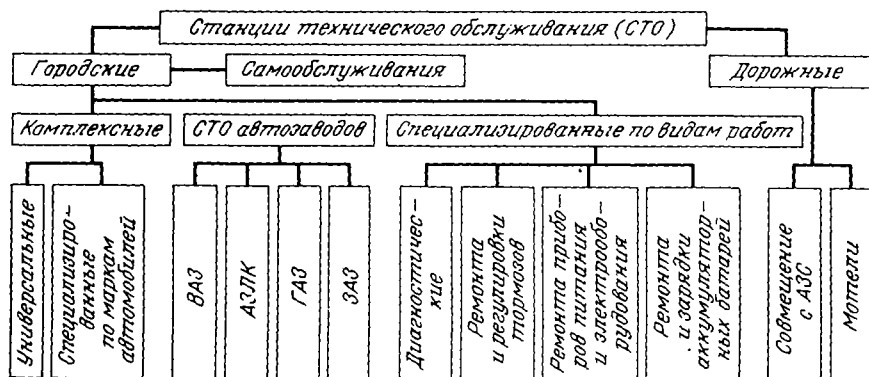 Станции технического обслуживания (СТО)
Городские
Самообслуживания
Дорожные
Комплексные
СТО автозаводов
Специализированные по видам работ
Универсальные
Специализиро-
ванные
по маркам
автомобилей
ВАЗ
АЗЛК
ГАЗ
ЗАЗ
Диагностичес-
кие
Ремонта
и регулировки
тормозов
Ремонта прибо-
ров питания
и электрообо-
рудования
Ремонта
и зарядки
аккумулятор-
ных батарей
Совмещение
с АЗС
Мотели